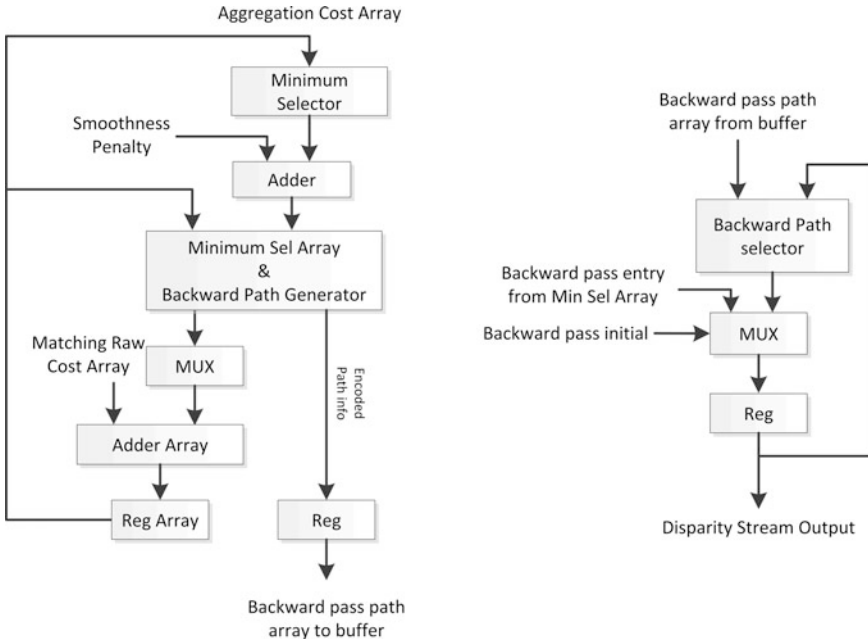 Aggregation Cost Array
Minimum
Selector
Smoothness
Penalty
Adder
Minimum Sel Array
&
Backward Path Generator
Matching Raw
Cost Array
MUX
Encoded
Path info
Adder Array
Reg Array
Reg
Backward pass path
array to buffer
Backward pass path
array from buffer
Backward Path
selector
Backward pass entry
from Min Sel Array
Backward pass initial
MUX
Reg
Disparity Stream Output